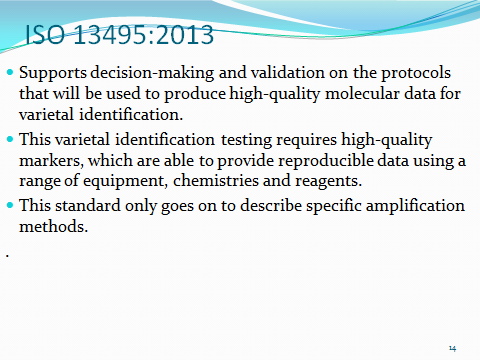 ISO 13495:2013
• Supports decision-making and validation on the protocols
that will be used to produce high-quality molecular data for
varietal identification.
• This varietal identification testing requires high-quality
markers, which are able to provide reproducible data using a
range of equipment, chemistries and reagents.
• This standard only goes on to describe specific amplification
methods.
.
14